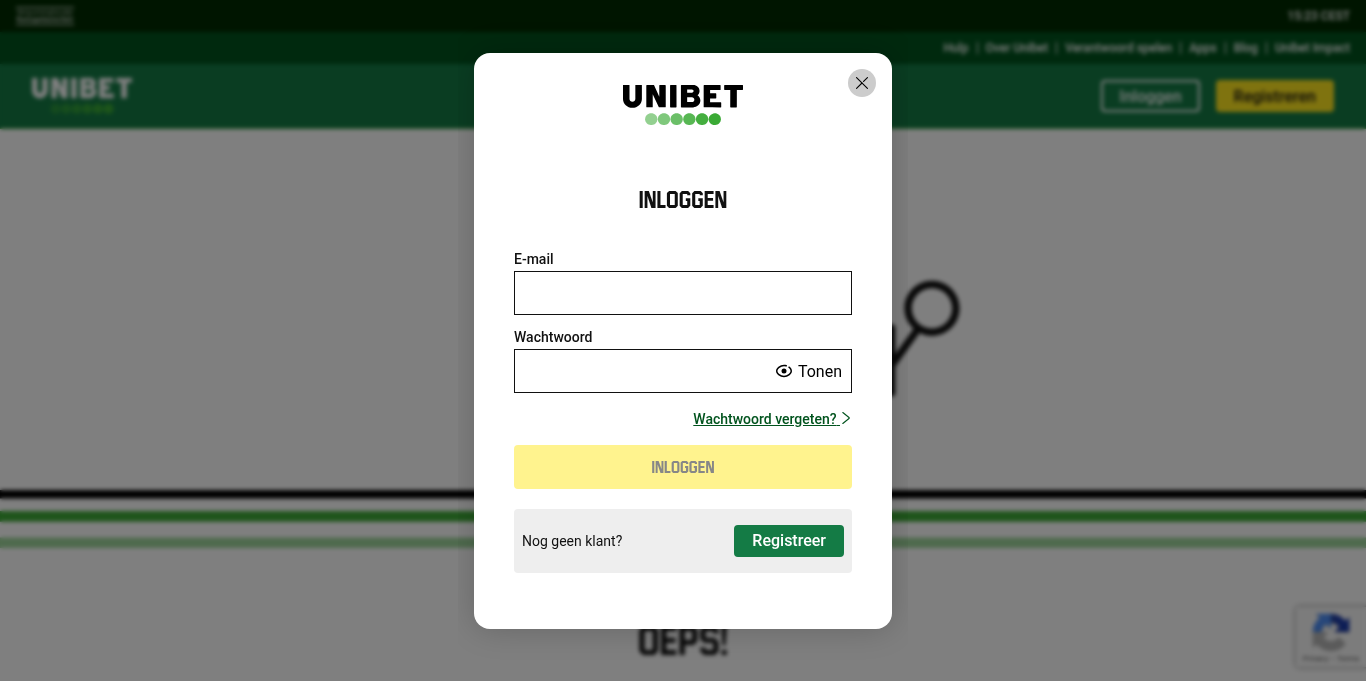 15:23 CEST
Hulp | Over Unibet | Verantwoord spelen | Apps | Blog | Unibet Impact
UNIBET
Inloggen
Registreren
UNIBET
INLOGGEN
E-mail
Wachtwoord
Tonen
Wachtwoord vergeten?
INLOGGEN
Nog geen klant?
Registreer
OEPS!